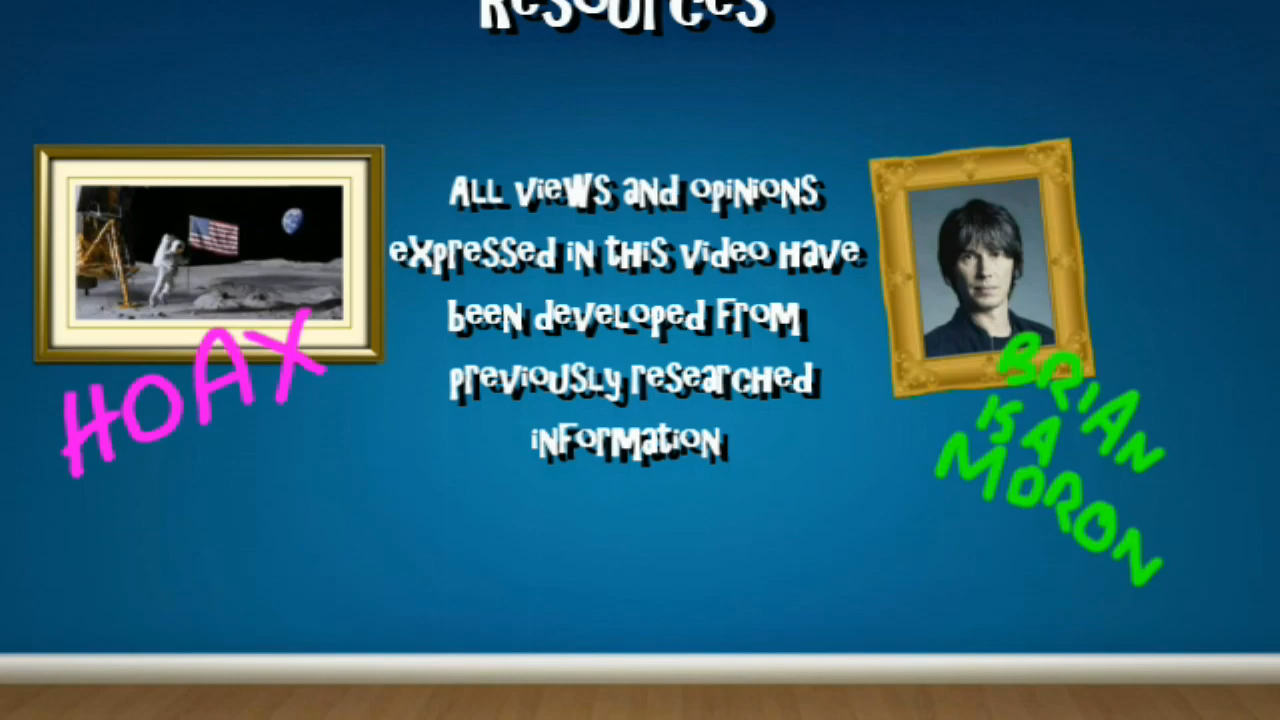 Resources
All views and opinions
expressed in this video have
been developed from
previously researched
information
HOAX
BRIAN
IS A
MORON